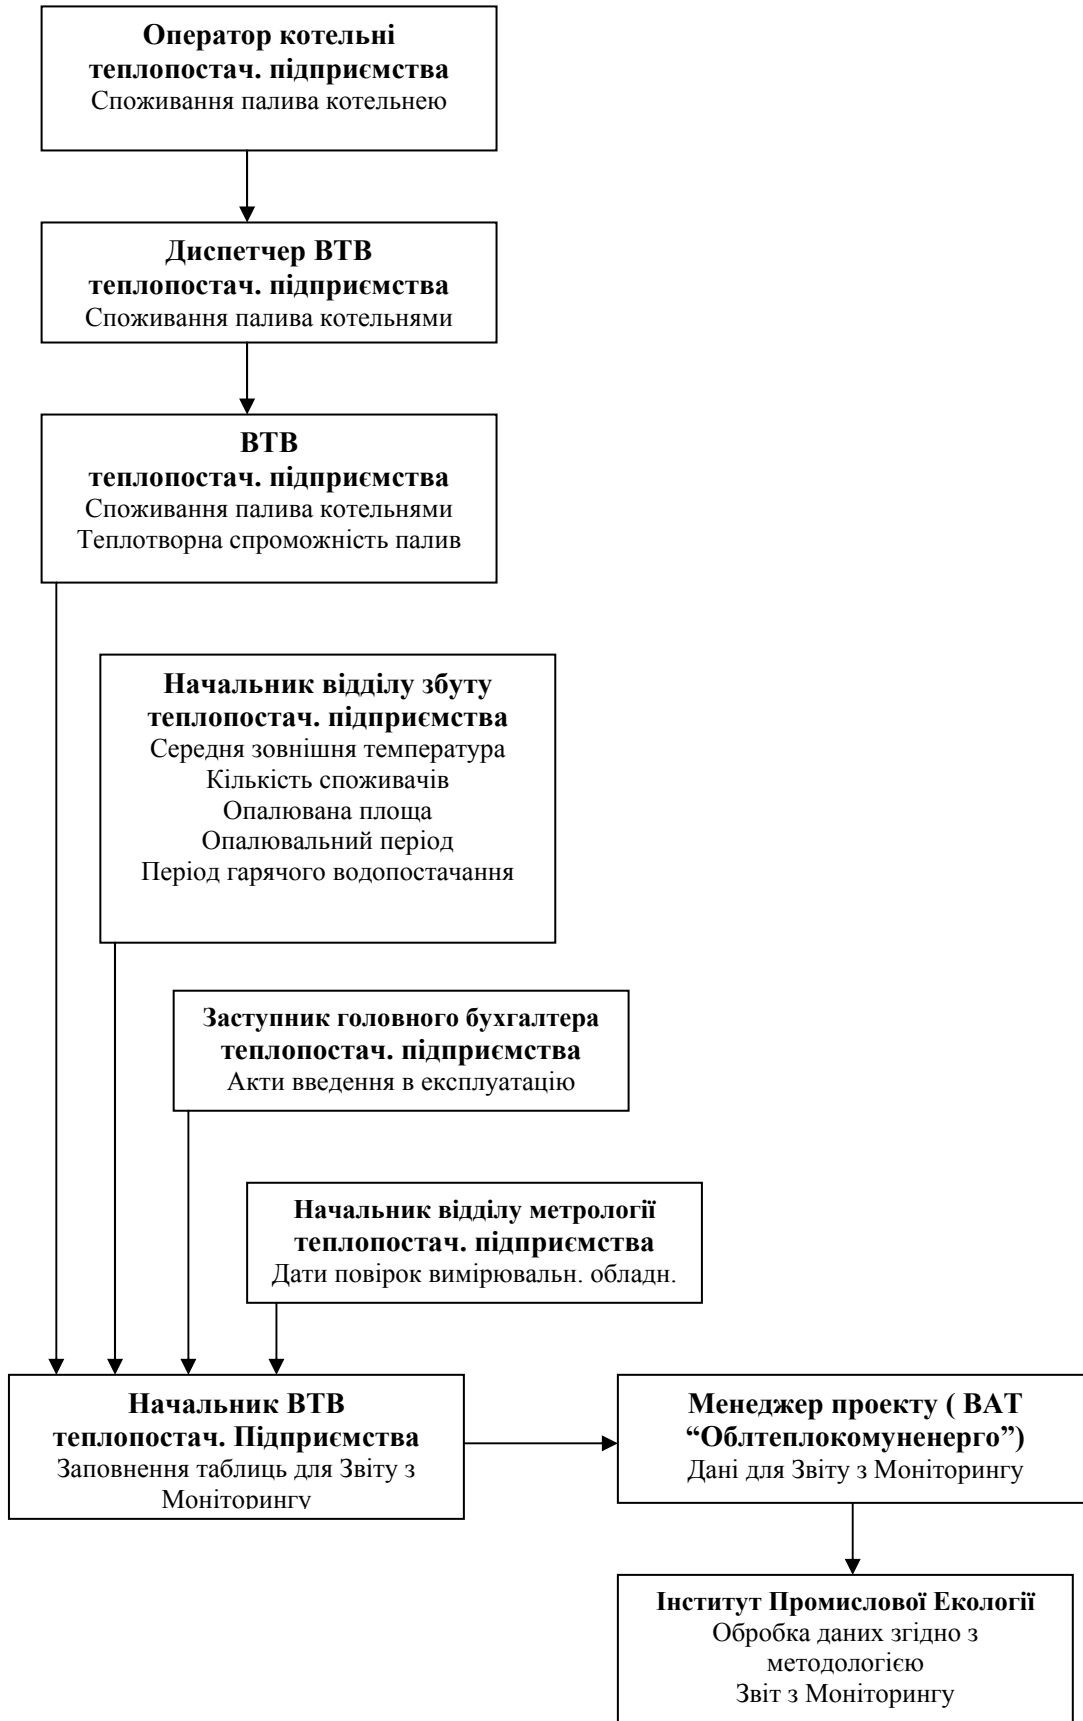 Оператор котельні
теплопостач. підприємства
Споживання палива котельнею
Диспетчер ВТВ
теплопостач. підприємства
Споживання палива котельнями
ВТВ
теплопостач. підприємства
Споживання палива котельнями
Теплотворна спроможність палив
Начальник відділу збуту
теплопостач. підприємства
Середня зовнішня температура
Кількість споживачів
Опалювана площа
Опалювальний період
Період гарячого водопостачання
Заступник головного бухгалтера
теплопостач. підприємства
Акти введення в експлуатацію
Начальник відділу метрології
теплопостач. підприємства
Дати повірок вимірювальн. обладн.
Начальник ВТВ
теплопостач. Підприємства
Заповнення таблиць для Звіту з
Моніторингу
Менеджер проекту ( ВАТ
“Облтеплокомуненерго”)
Дані для Звіту з Моніторингу
Інститут Промислової Екології
Обробка даних згідно з
методологією
Звіт з Моніторингу